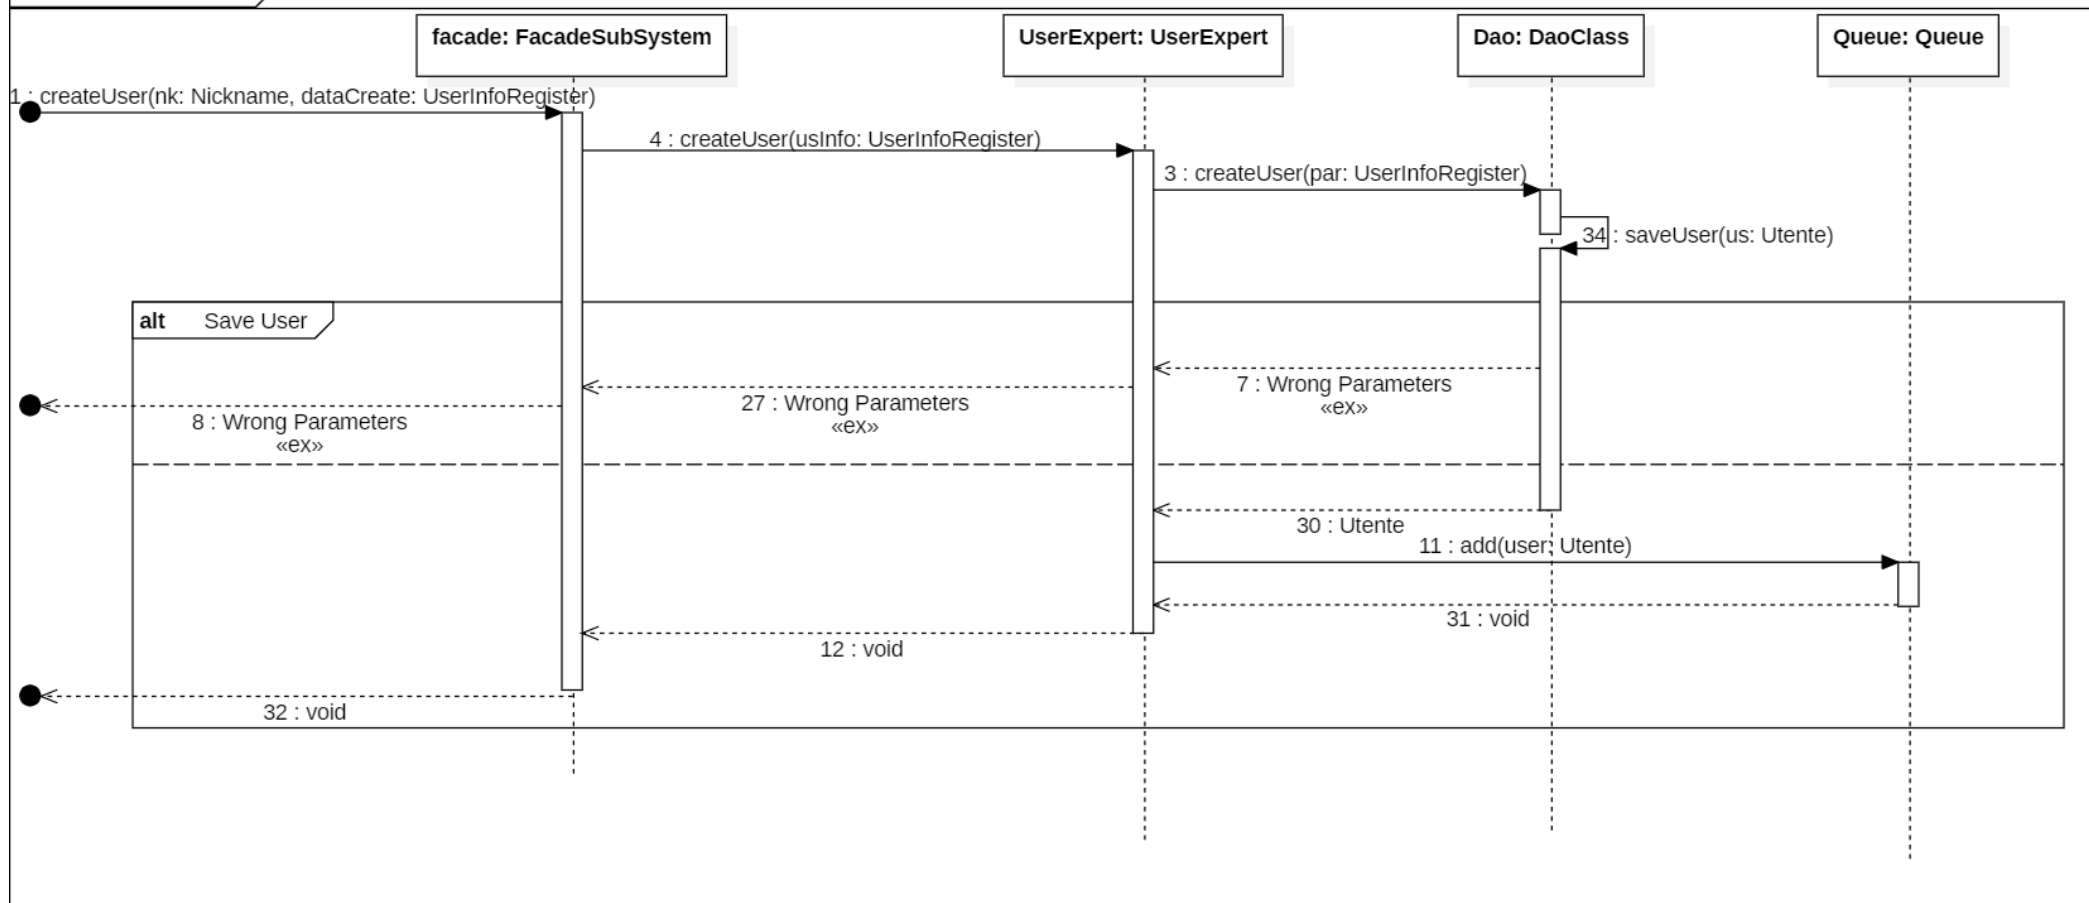 facade: FacadeSubSystem
UserExpert: UserExpert
Dao: DaoClass
Queue: Queue
1 : createUser(nk: Nickname, dataCreate: UserInfoRegister)
4 : createUser(usInfo: UserInfoRegister)
3 : createUser(par: UserInfoRegister)
34 : saveUser(us: Utente)
alt Save User
7 : Wrong Parameters
«ex»
27 : Wrong Parameters
«ex»
8 : Wrong Parameters
«ex»
30 : Utente
11 : add(user: Utente)
31 : void
12 : void
32 : void